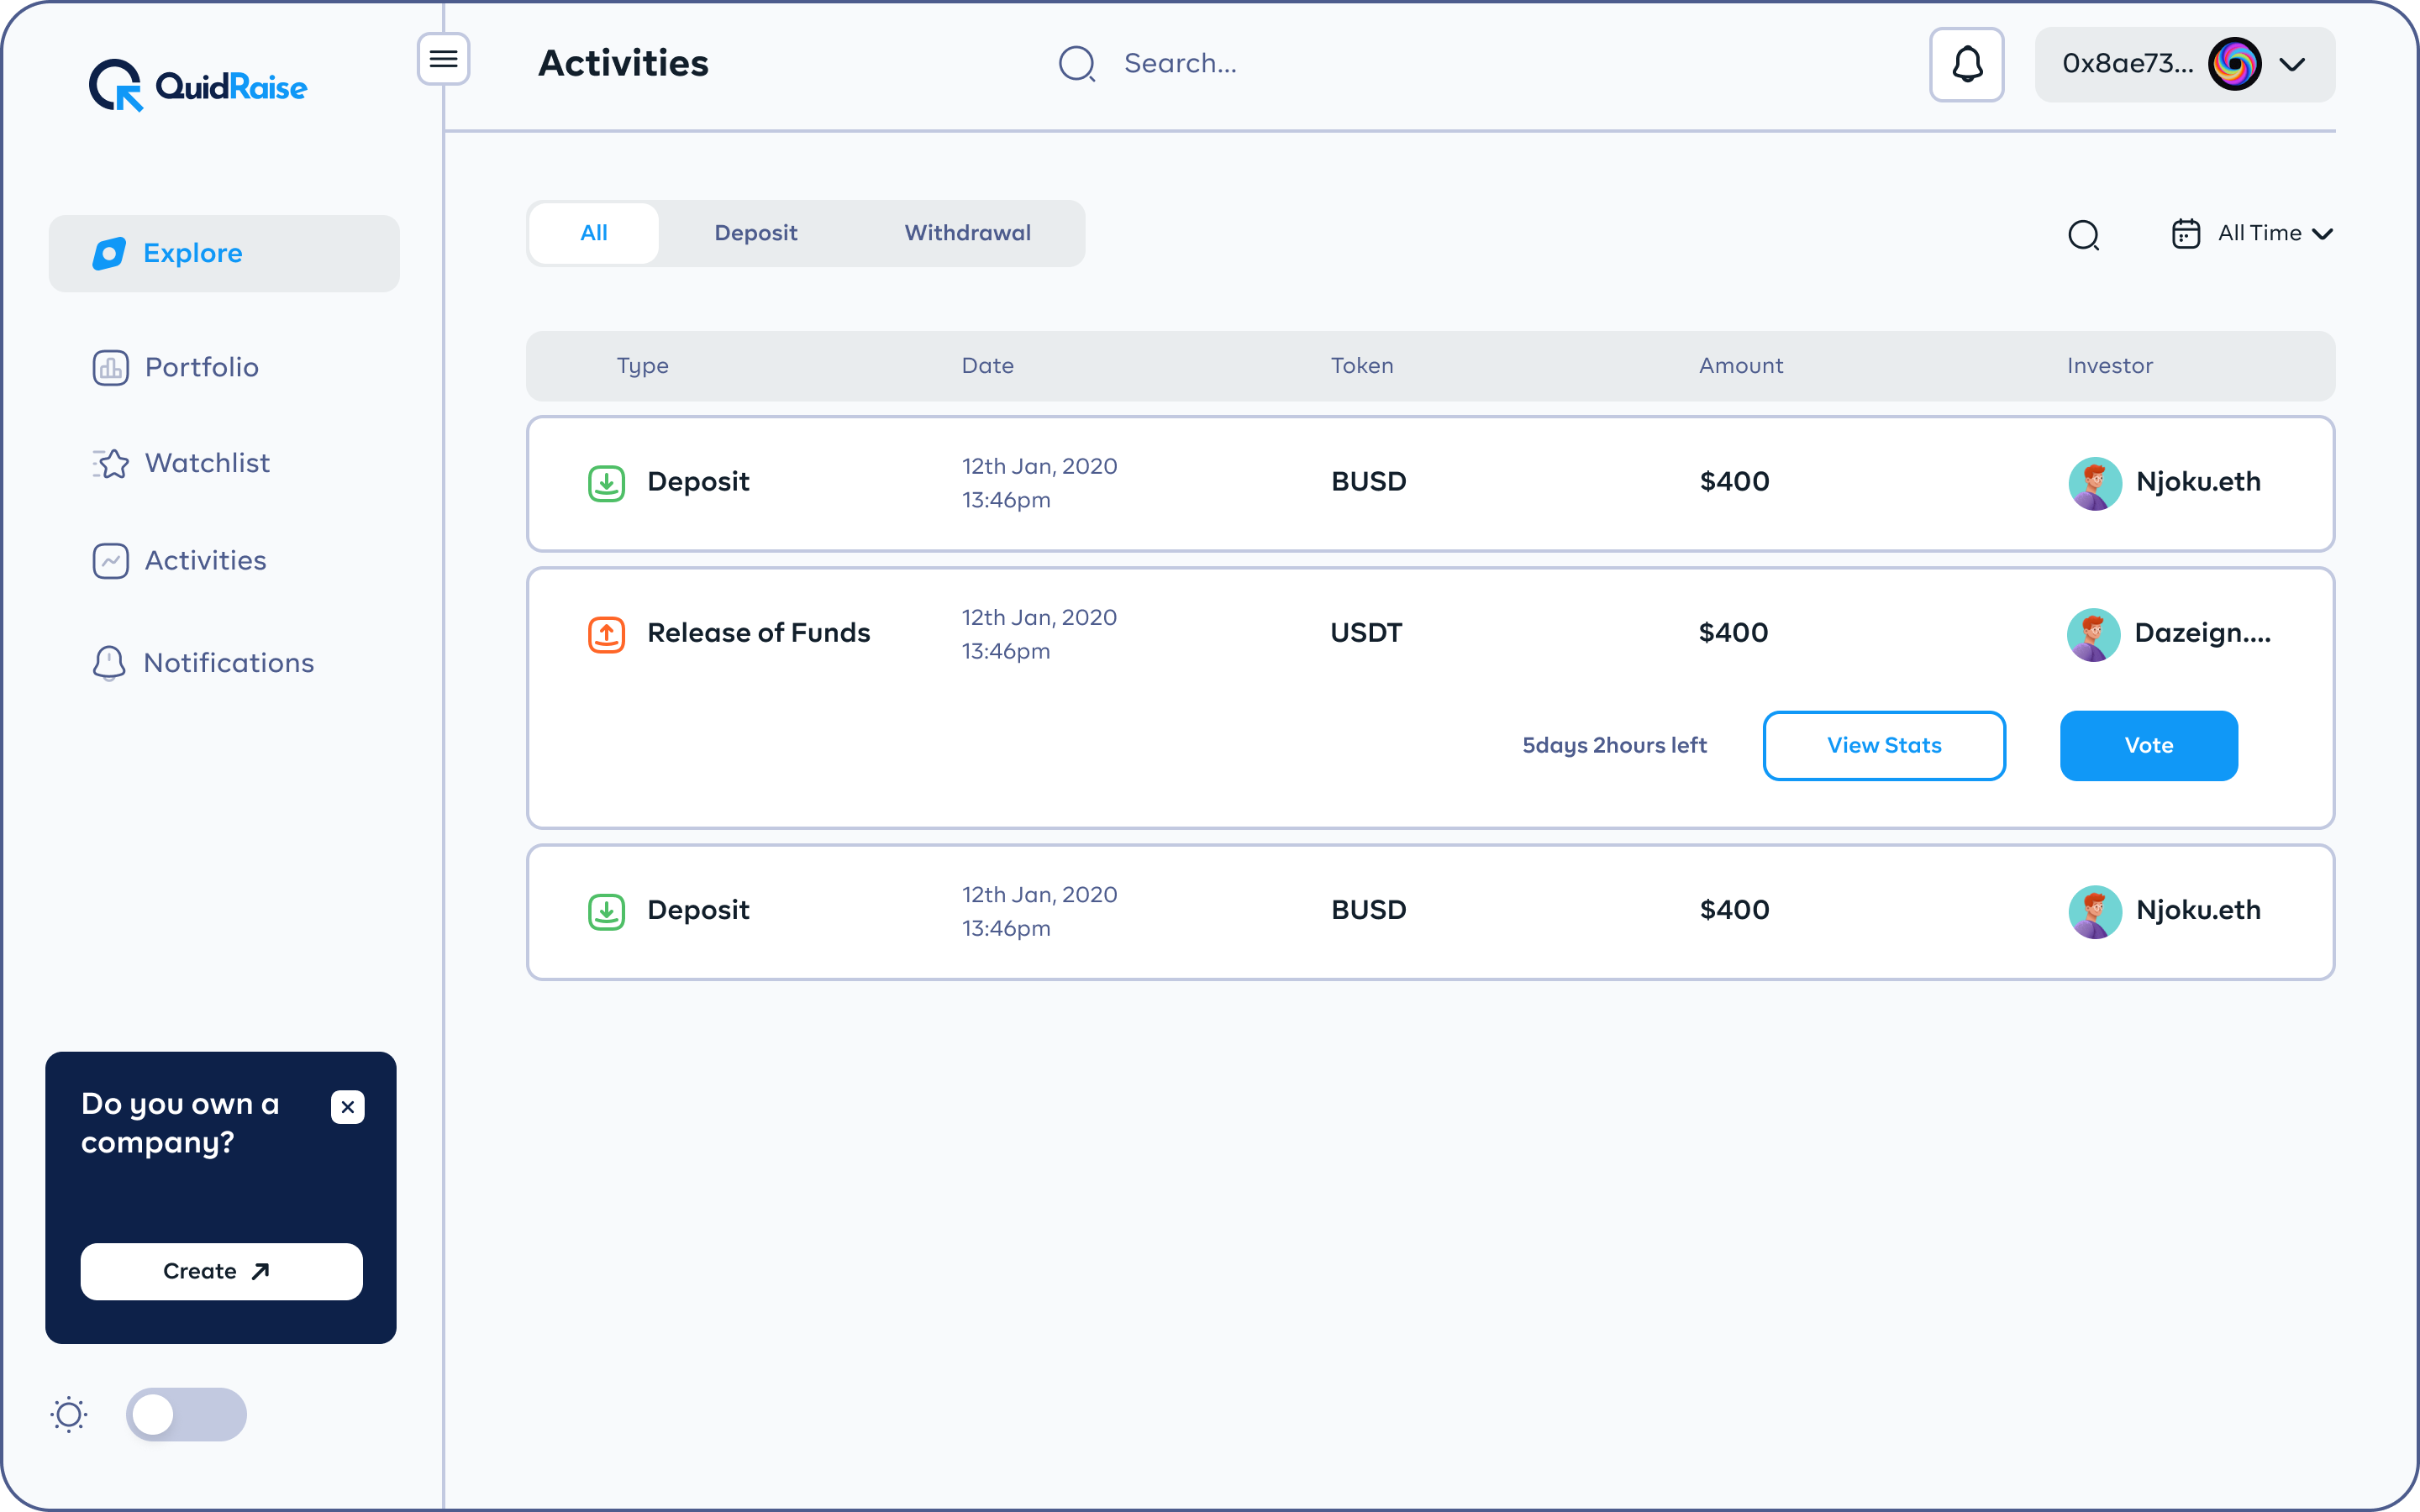 QuidRaise
Activities
Search...
0x8ae73...
Explore
Portfolio
Watchlist
Activities
Notifications
All Deposit Withdrawal
All Time
Type Date Token Amount Investor
Deposit 12th Jan, 2020 BUSD $400 Njoku.eth
13:46pm
Release of Funds 12th Jan, 2020 USDT $400 Dazeign....
13:46pm
5days 2hours left View Stats Vote
Deposit 12th Jan, 2020 BUSD $400 Njoku.eth
13:46pm
Do you own a
company?
Create